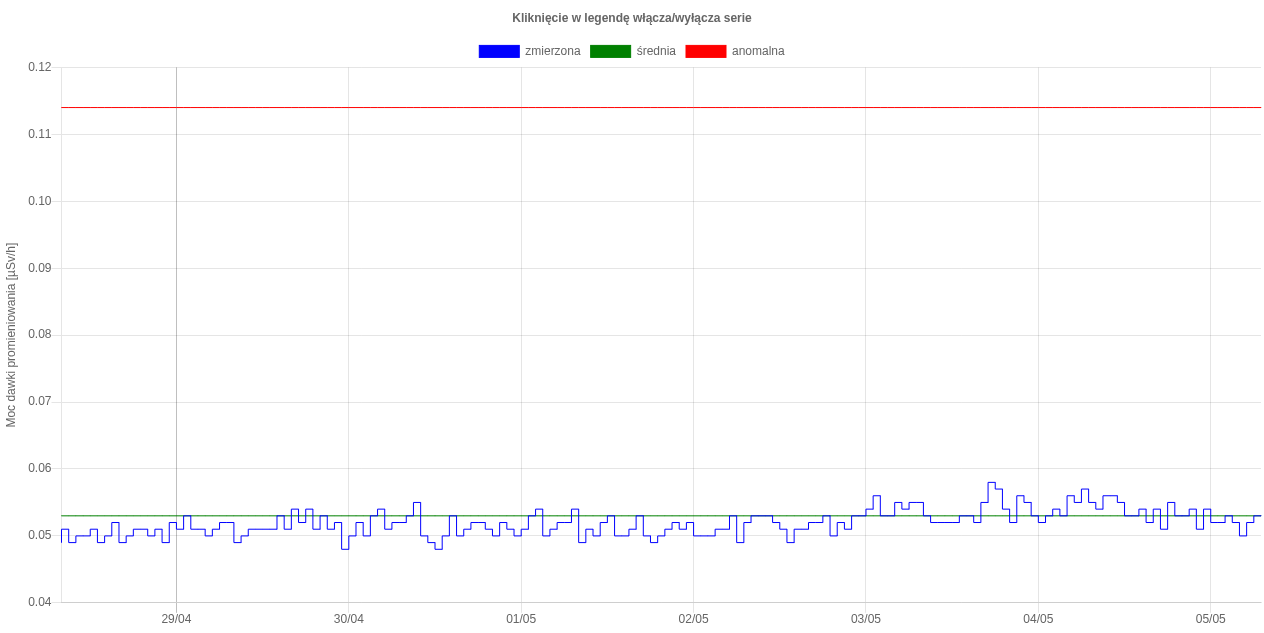 Kliknięcie w legendę włącza/wyłącza serie
zmierzona średnia anomalna
Moc dawki promieniowania [µSv/h]
0.12
0.11
0.10
0.09
0.08
0.07
0.06
0.05
0.04
29/04 30/04 01/05 02/05 03/05 04/05 05/05